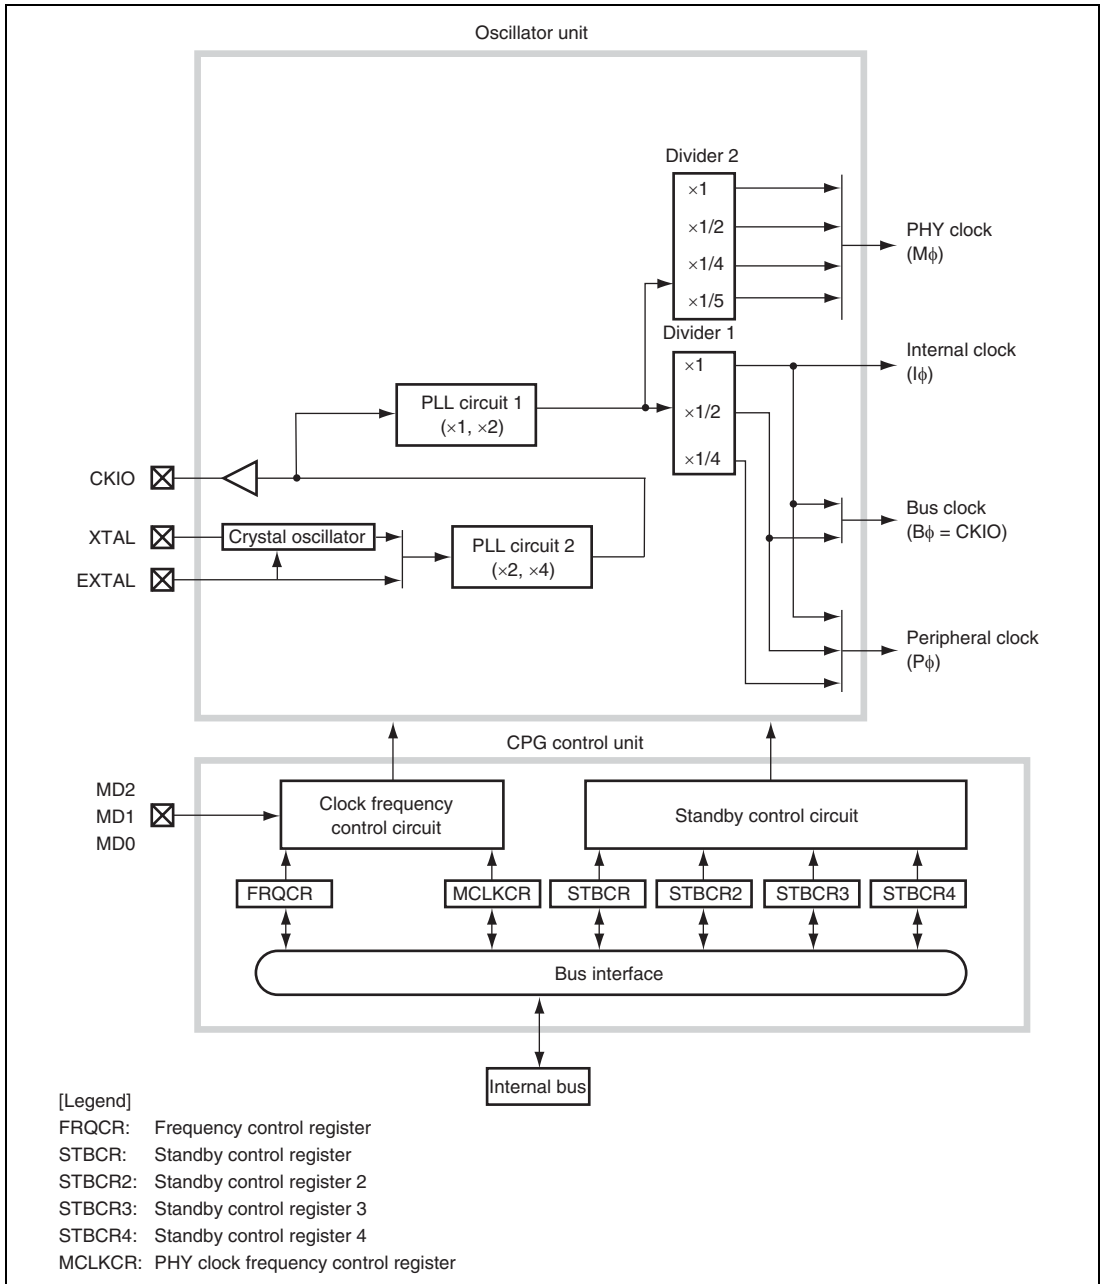 Oscillator unit
Divider 2
×1
×1/2
×1/4
×1/5
PHY clock
(Mϕ)
Divider 1
×1
×1/2
×1/4
Internal clock
(Iϕ)
PLL circuit 1
(×1, ×2)
CKIO
Bus clock
(Bϕ = CKIO)
XTAL
Crystal oscillator
EXTAL
PLL circuit 2
(×2, ×4)
Peripheral clock
(Pϕ)
CPG control unit
MD2
MD1
MD0
Clock frequency
control circuit
Standby control circuit
FRQCR
MCLKCR
STBCR
STBCR2
STBCR3
STBCR4
Bus interface
Internal bus
[Legend]
FRQCR: Frequency control register
STBCR: Standby control register
STBCR2: Standby control register 2
STBCR3: Standby control register 3
STBCR4: Standby control register 4
MCLKCR: PHY clock frequency control register